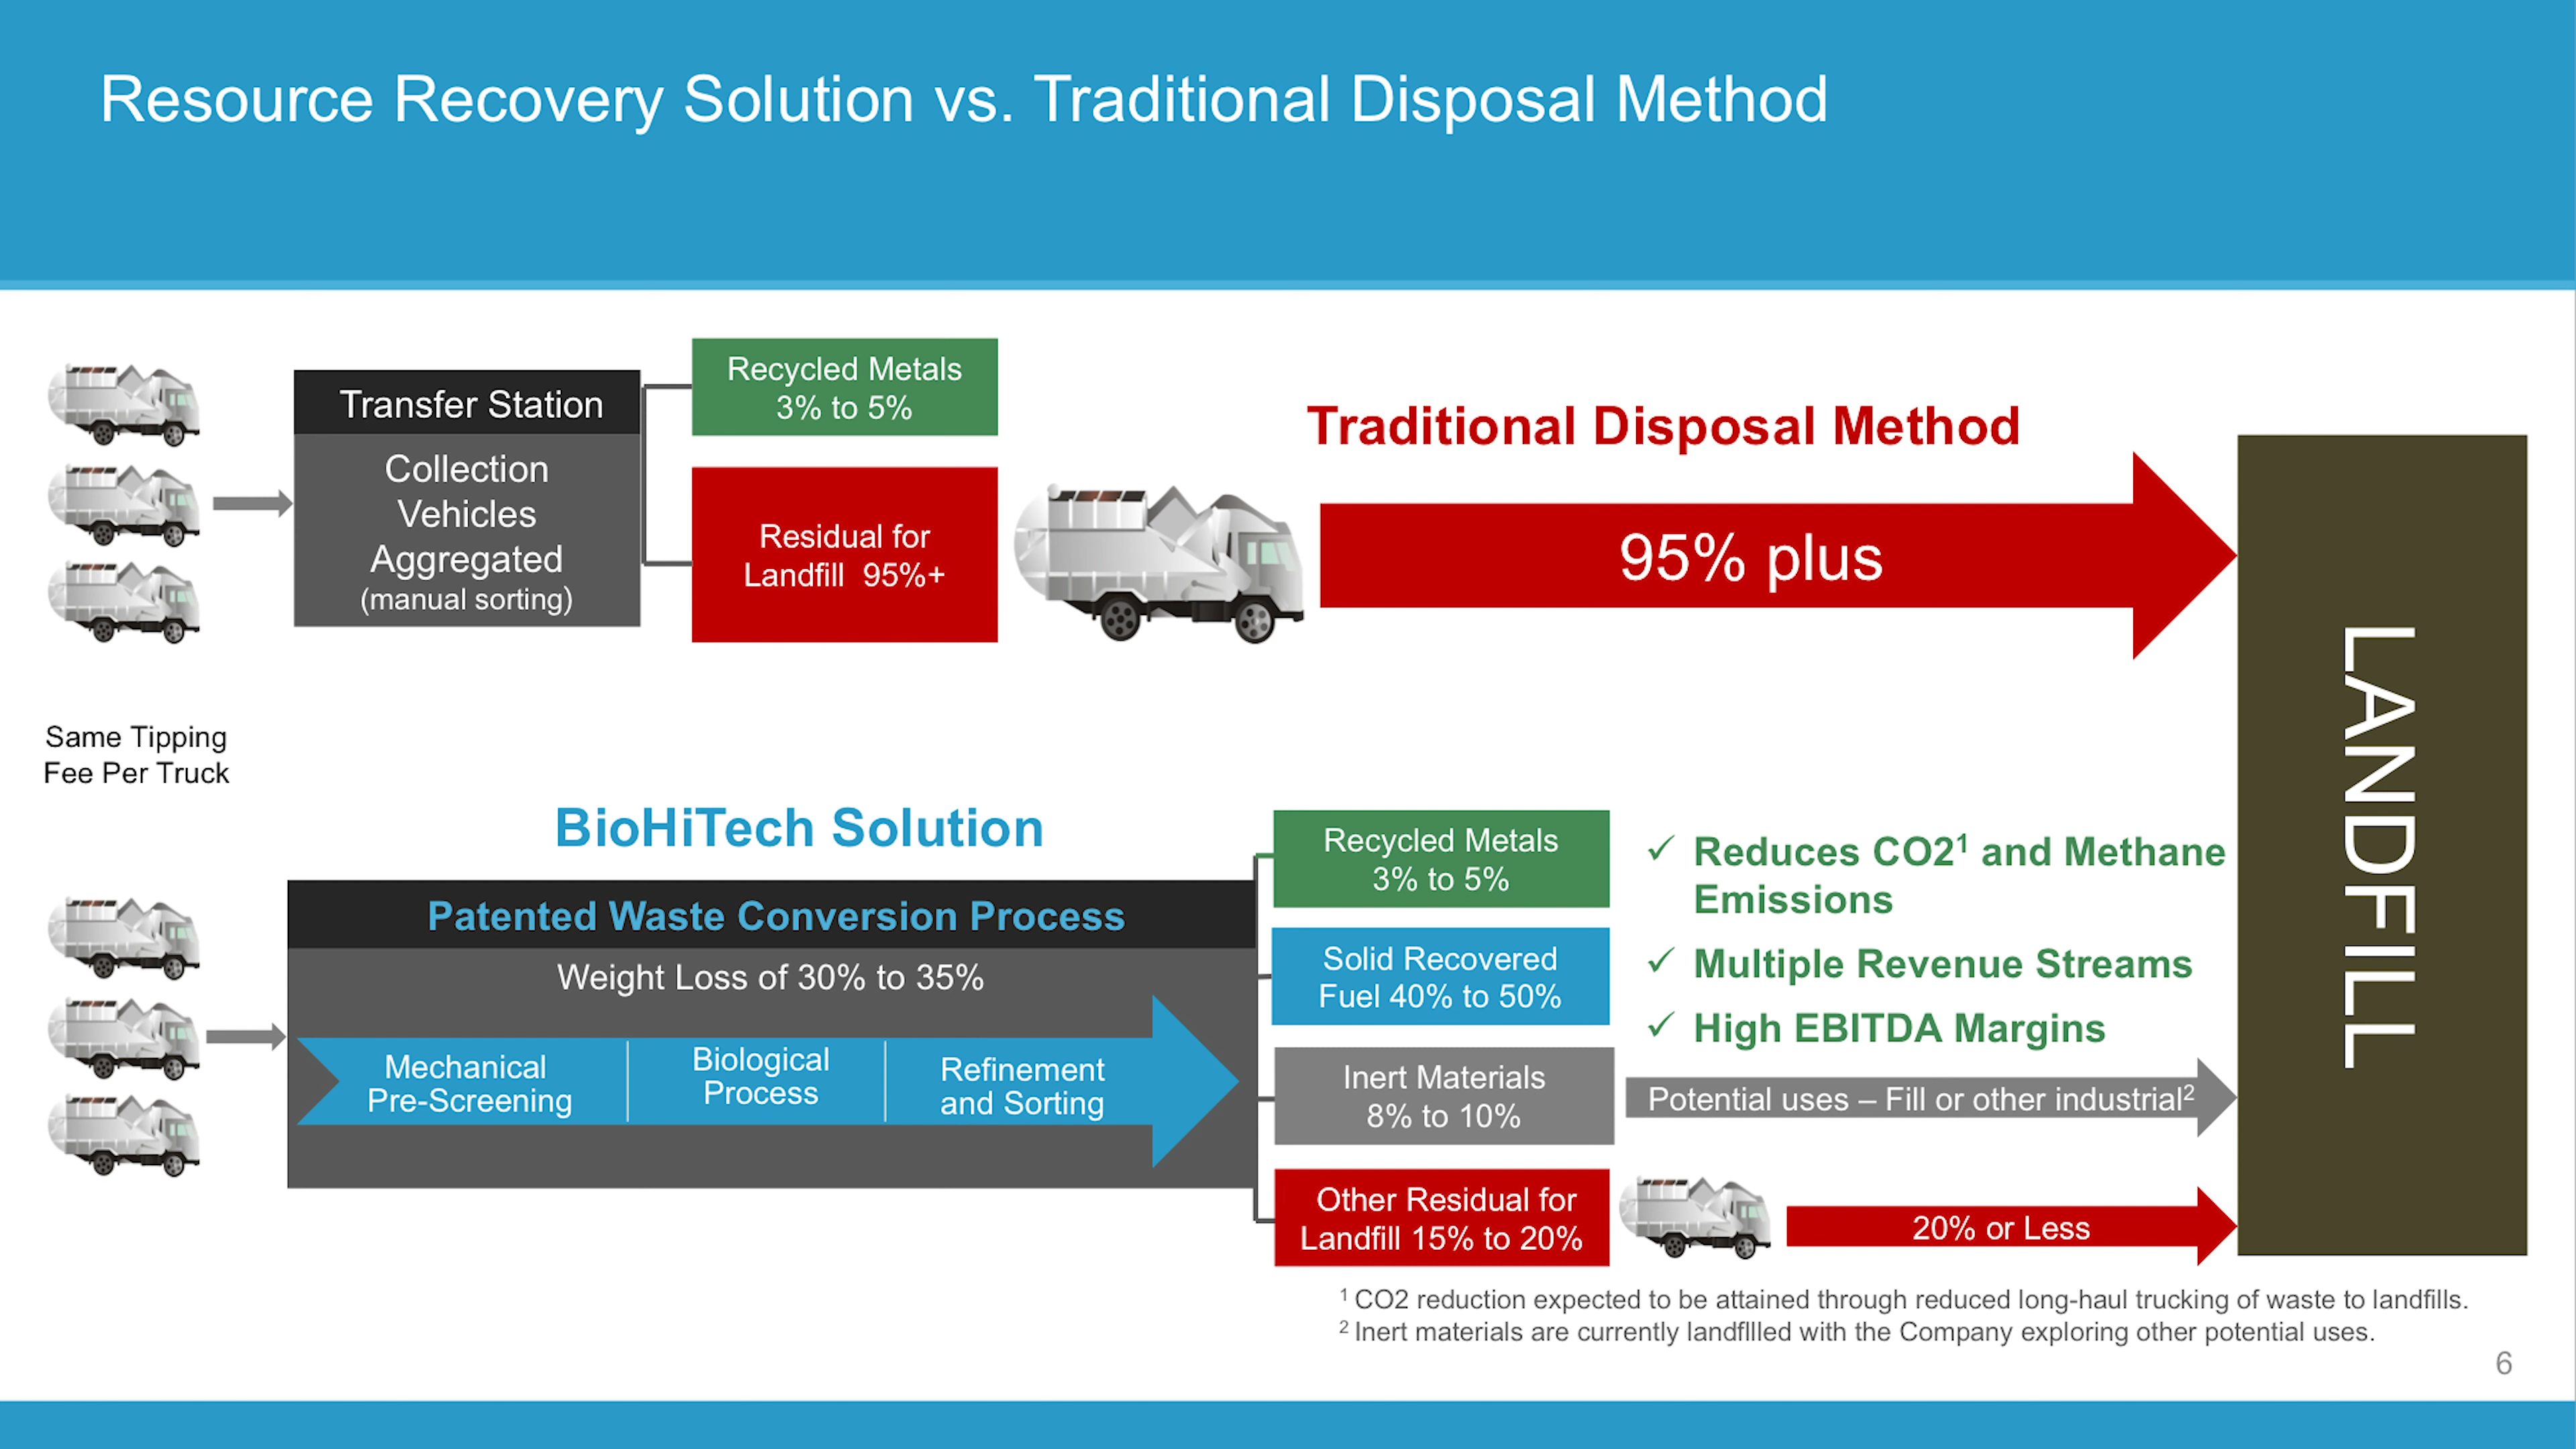 Resource Recovery Solution vs. Traditional Disposal Method
Transfer Station
Collection
Vehicles
Aggregated
(manual sorting)
Recycled Metals
3% to 5%
Residual for
Landfill 95%+
Traditional Disposal Method
95% plus
LANDFILL
Same Tipping
Fee Per Truck
BioHiTech Solution
Patented Waste Conversion Process
Weight Loss of 30% to 35%
Mechanical
Pre-Screening
Biological
Process
Refinement
and Sorting
Recycled Metals
3% to 5%
Solid Recovered
Fuel 40% to 50%
Inert Materials
8% to 10%
Other Residual for
Landfill 15% to 20%
✓ Reduces CO2¹ and Methane
Emissions
✓ Multiple Revenue Streams
✓ High EBITDA Margins
Potential uses – Fill or other industrial²
20% or Less
¹ CO2 reduction expected to be attained through reduced long-haul trucking of waste to landfills.
² Inert materials are currently landflled with the Company exploring other potential uses.
6